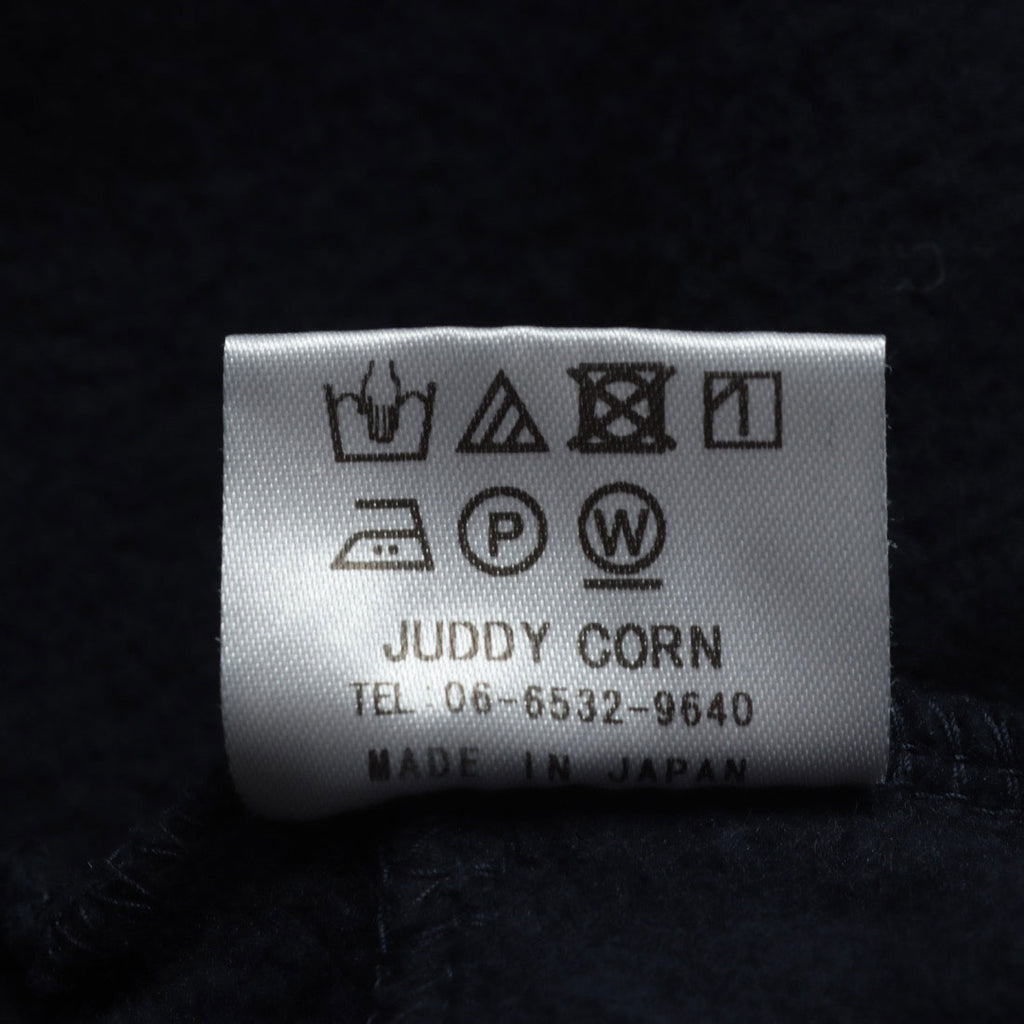 P W
JUDDY CORN
TEL:06-6532-9640
MADE IN JAPAN